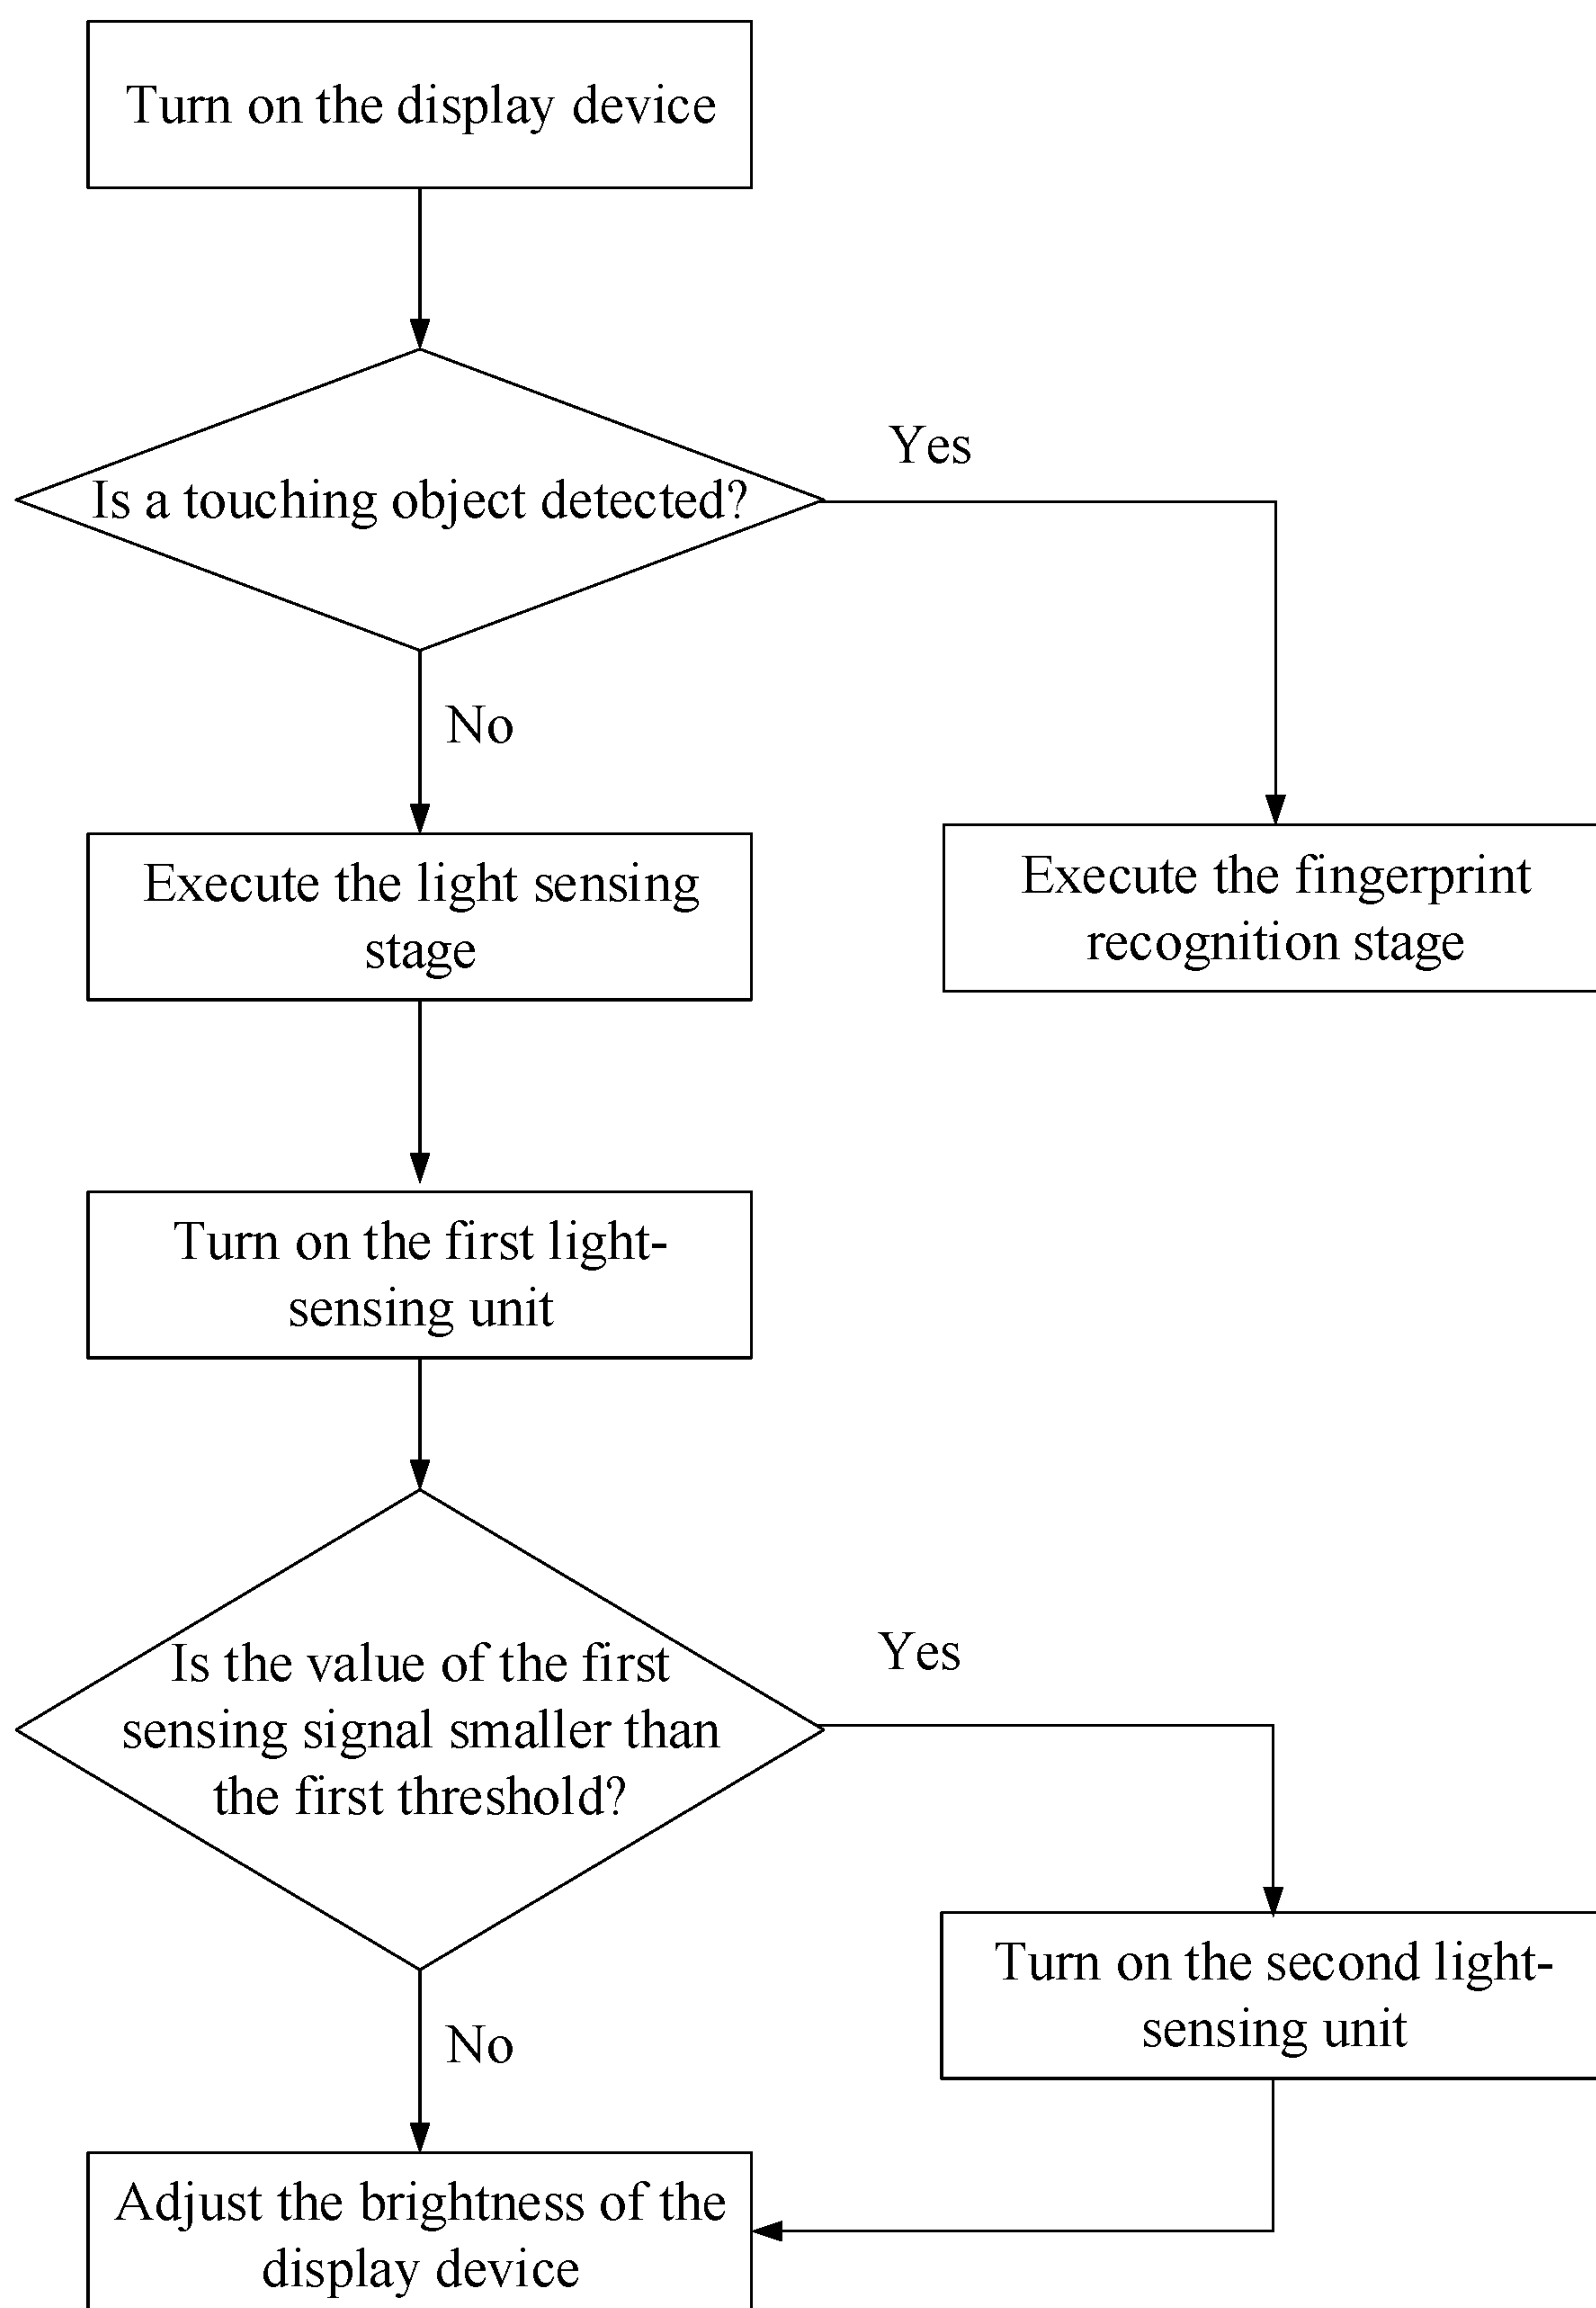 Turn on the display device
Is a touching object detected?
Yes
No
Execute the light sensing
stage
Execute the fingerprint
recognition stage
Turn on the first light-
sensing unit
Is the value of the first
sensing signal smaller than
the first threshold?
Yes
Turn on the second light-
sensing unit
No
Adjust the brightness of the
display device